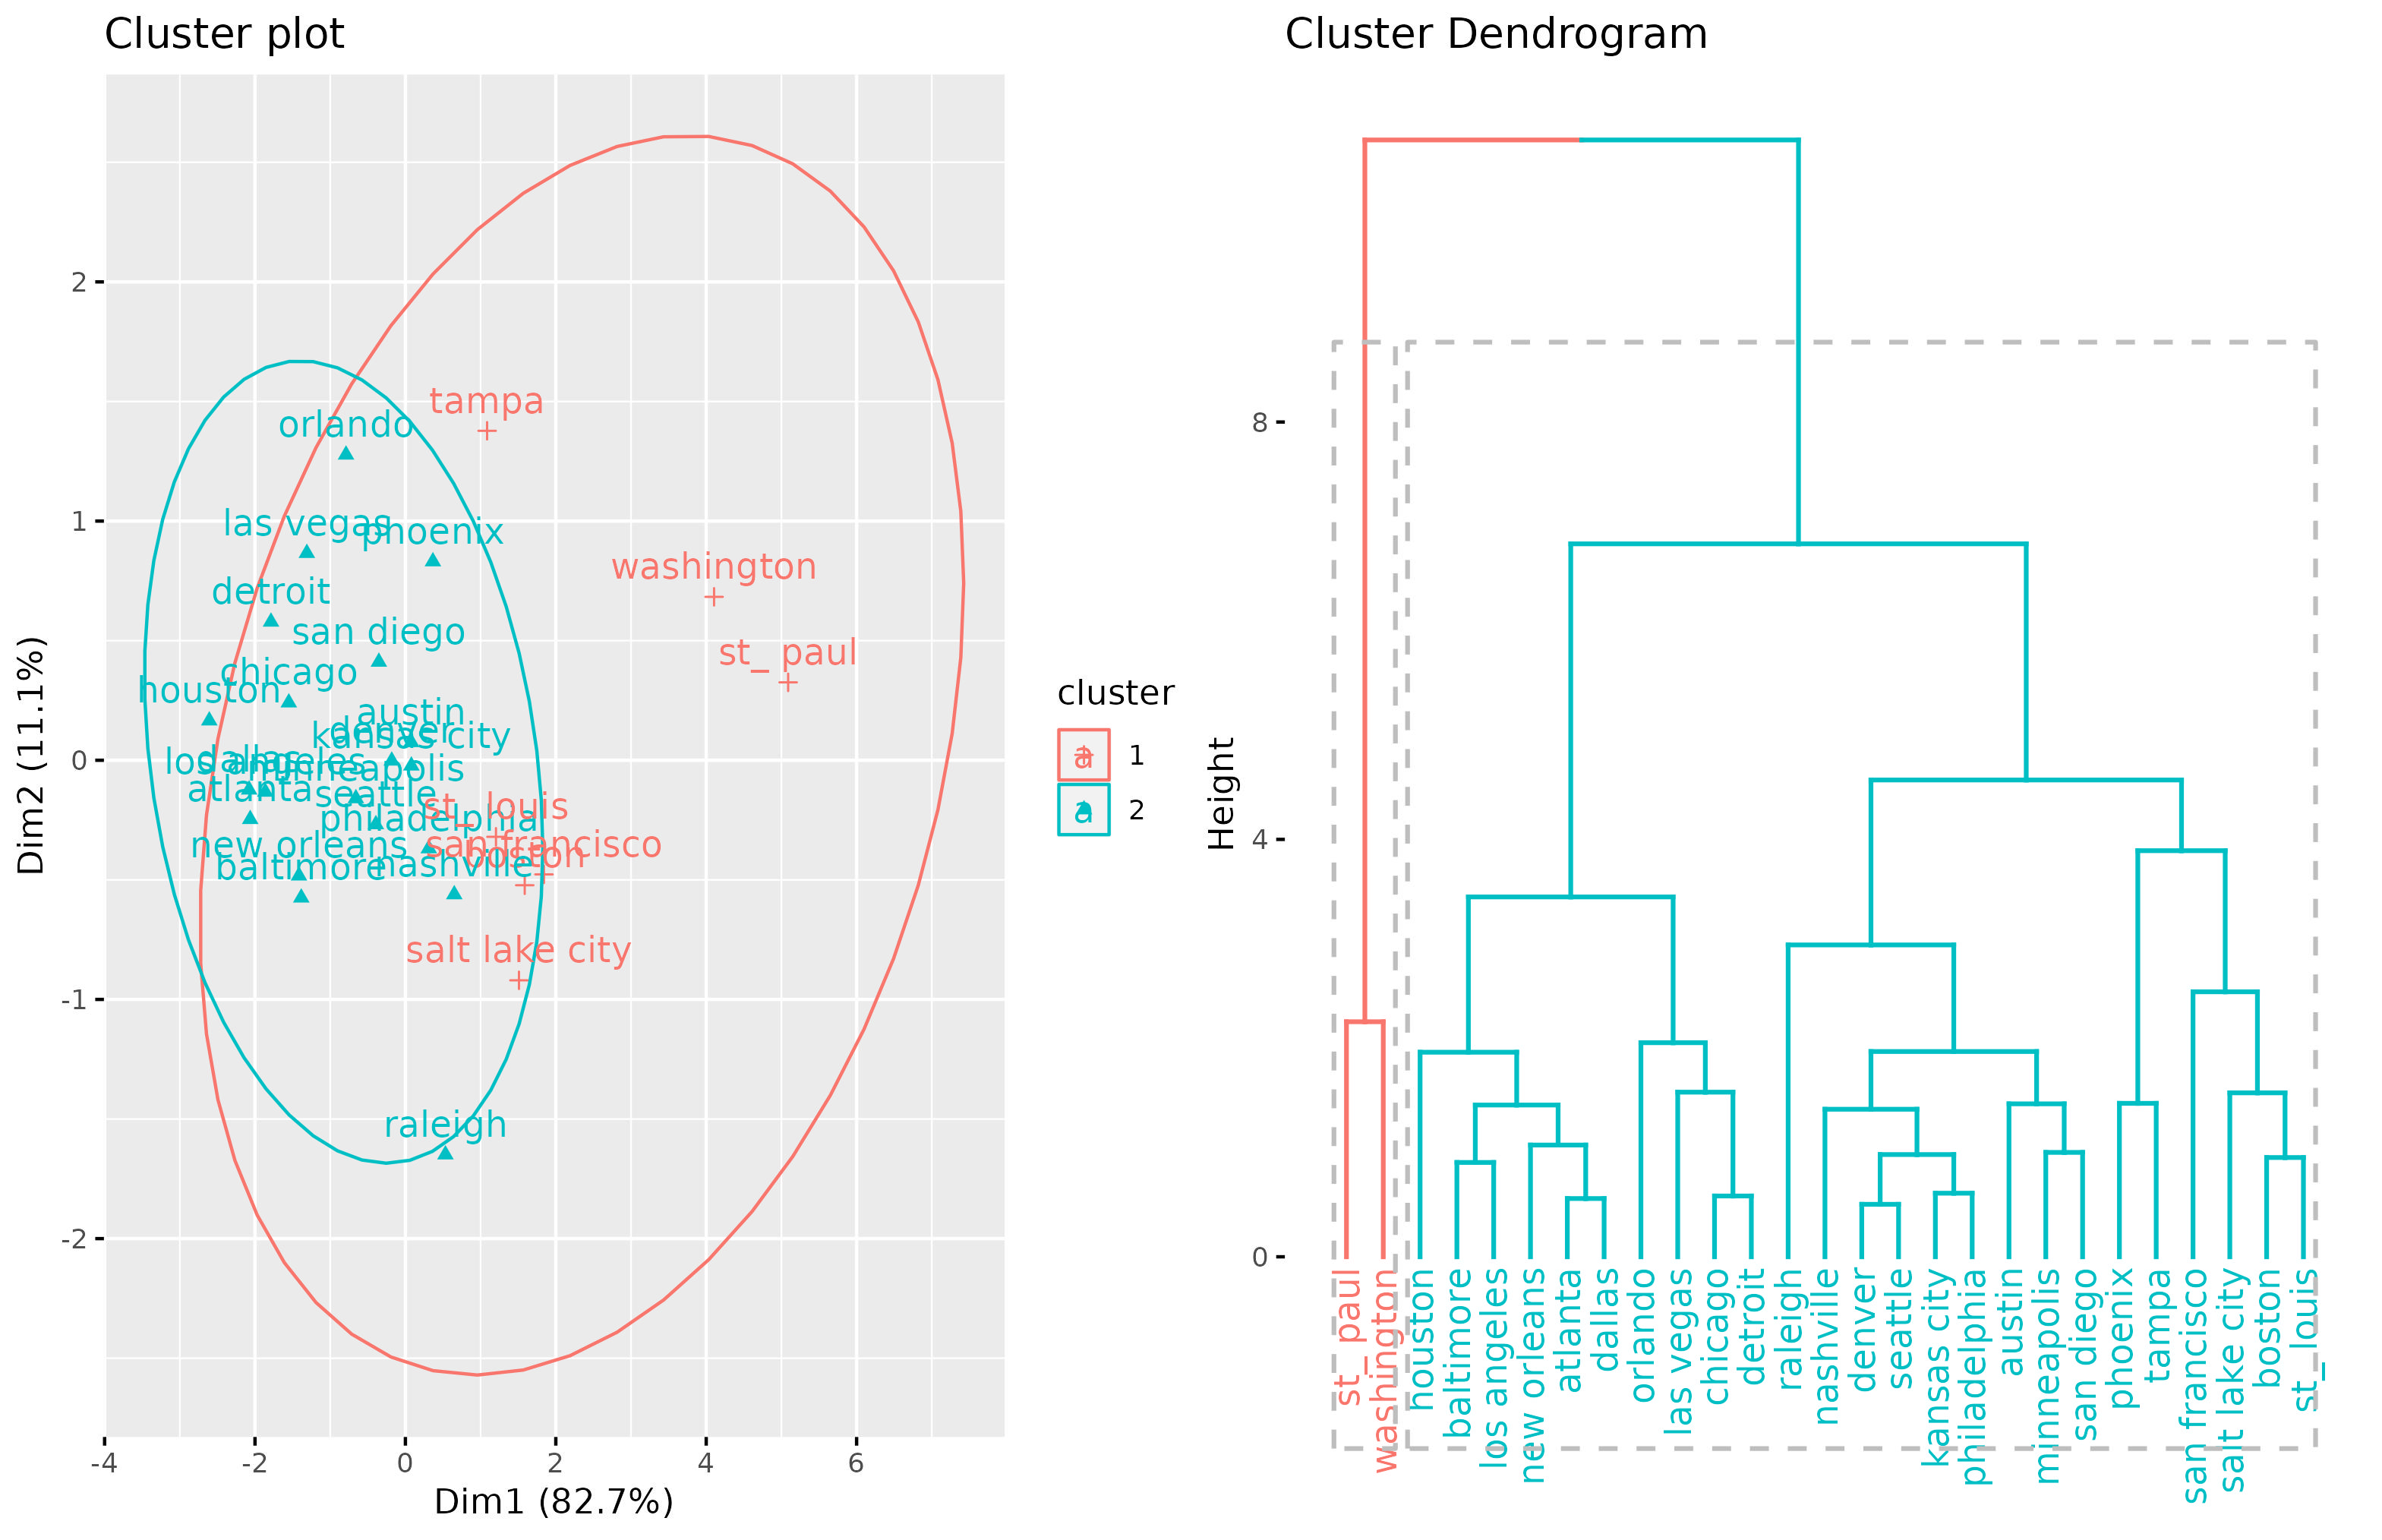 Cluster plot
tampa
orlando
las vegas
phoenix
washington
detroit
san diego
st_ paul
chicago
houston
austin
denver
kansas city
dallas
los angeles
minneapolis
atlanta
seattle
st_ louis
philadelphia
new orleans
san francisco
boston
baltimore
nashville
salt lake city
raleigh
2
1
0
-1
-2
-4
-2
0
2
4
6
Dim1 (82.7%)
Dim2 (11.1%)
cluster
a 1
a 2
Cluster Dendrogram
Height
8
4
0
st_ paul
washington
houston
baltimore
los angeles
new orleans
atlanta
dallas
orlando
las vegas
chicago
detroit
raleigh
nashville
denver
seattle
kansas city
philadelphia
austin
minneapolis
san diego
phoenix
tampa
san francisco
salt lake city
boston
st_ louis